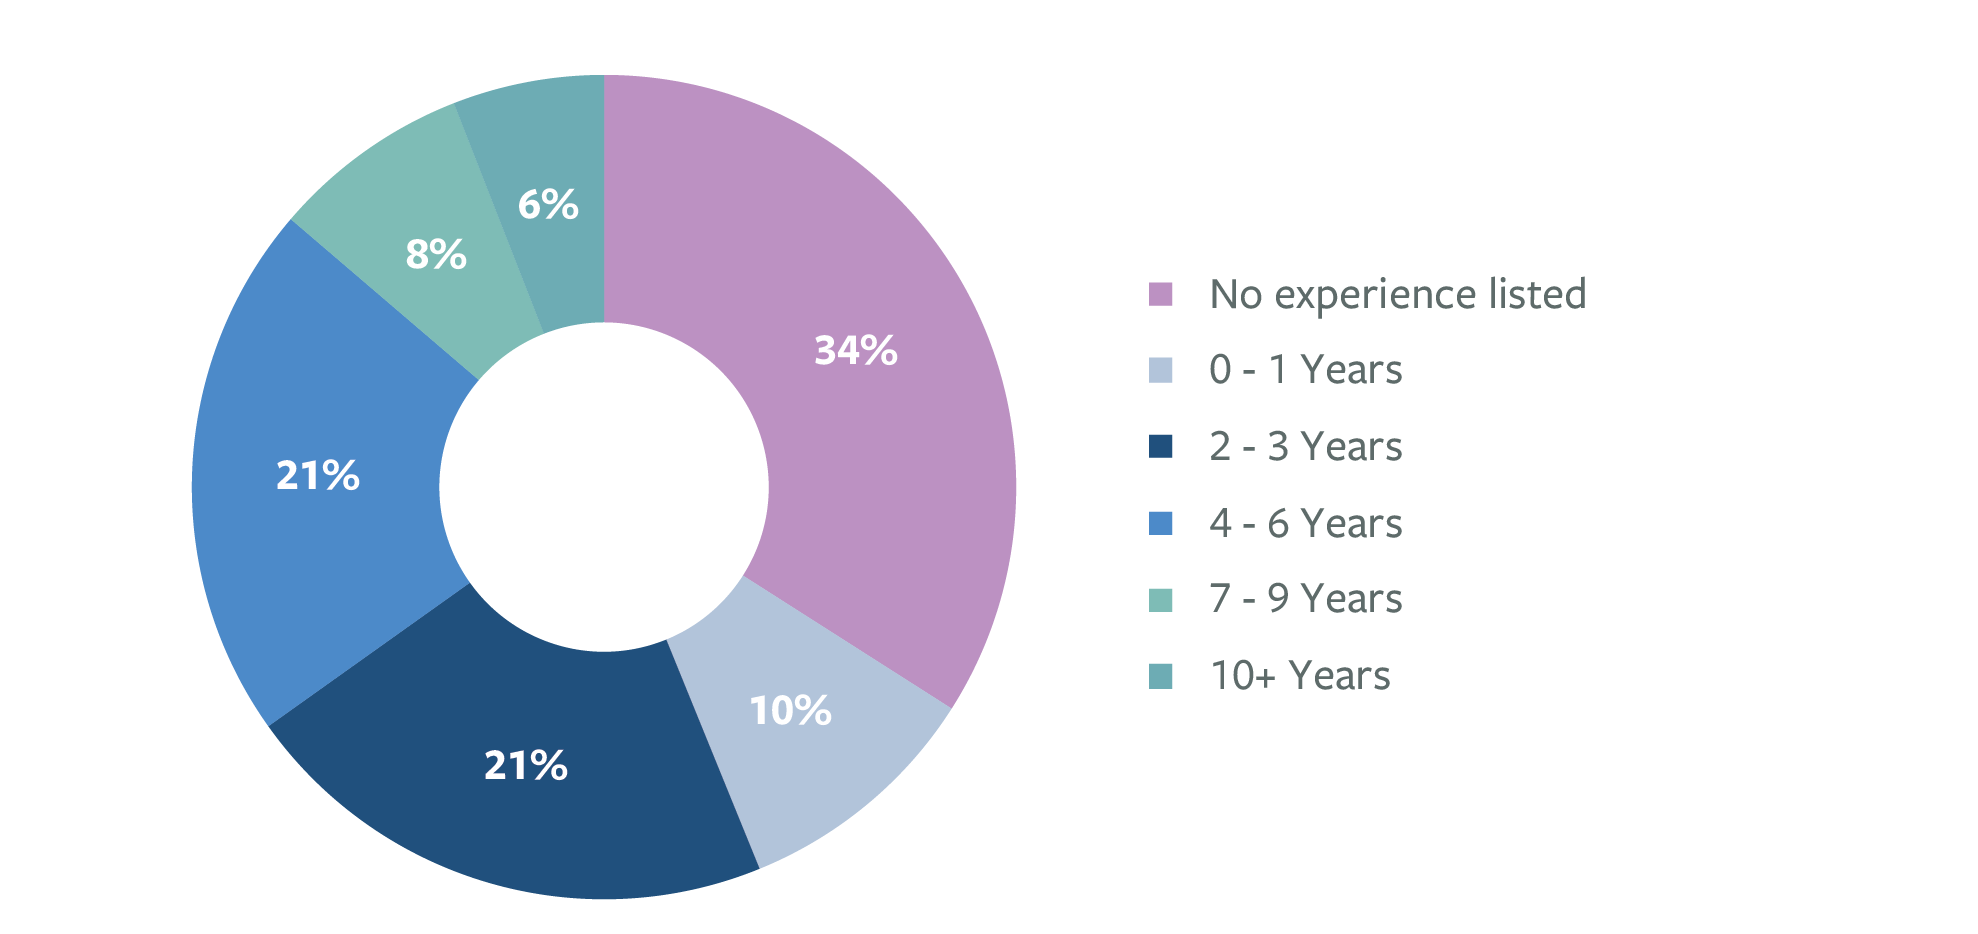 6%
8%
34%
21%
10%
21%
No experience listed
0 - 1 Years
2 - 3 Years
4 - 6 Years
7 - 9 Years
10+ Years